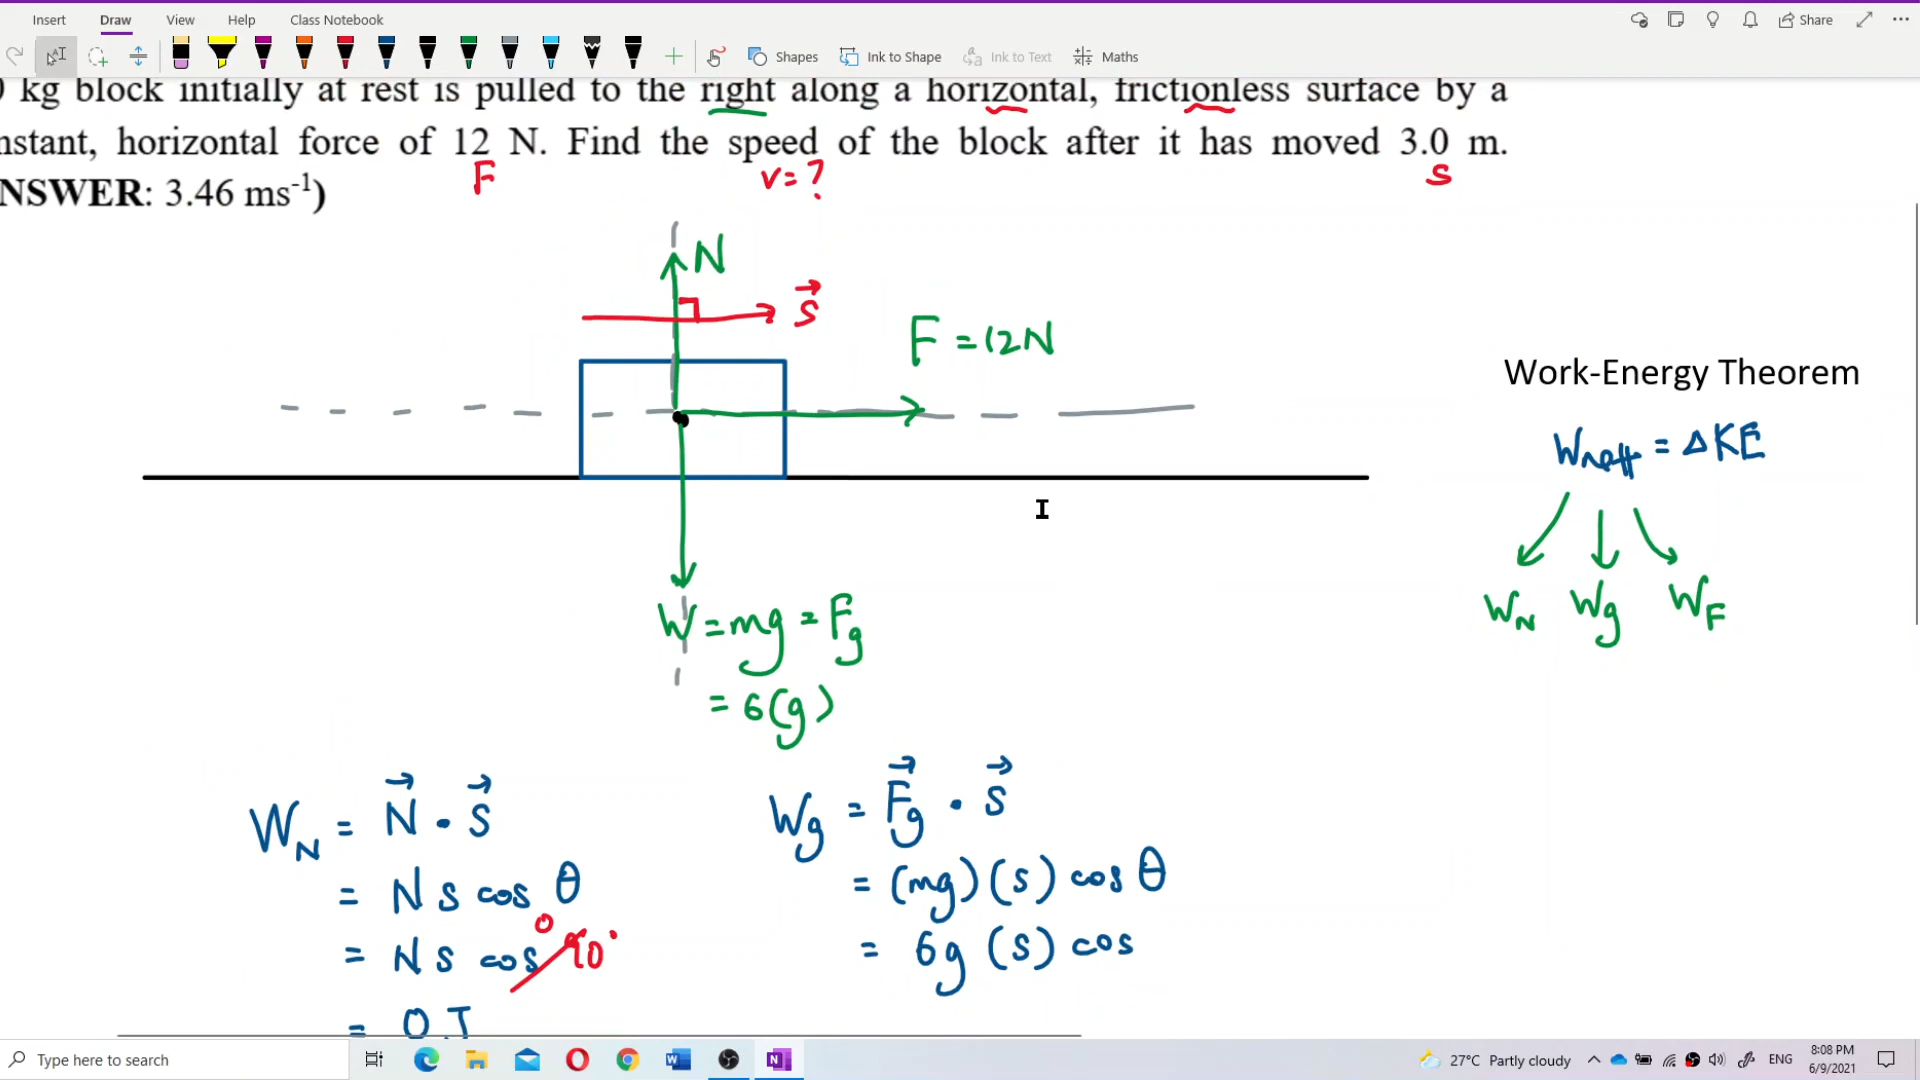 Insert Draw View Help Class Notebook Share
Shapes Ink to Shape Ink to Text Maths
kg block initially at rest is pulled to the right along a horizontal, frictionless surface by a
nstant, horizontal force of 12 N. Find the speed of the block after it has moved 3.0 m.
F v=? s
NSWER: 3.46 ms⁻¹)
N
s⃗
F = 12N
Work-Energy Theorem
Wnett = ΔKE
WN Wg WF
W = mg = Fg
= 6(g)
WN = N⃗ • s⃗
= N s cos θ
= N s cos 90° 0
= 0 J
Wg = F⃗g • s⃗
= (mg)(s) cos θ
= 6g (s) cos
Type here to search 27°C Partly cloudy ENG 8:08 PM
6/9/2021